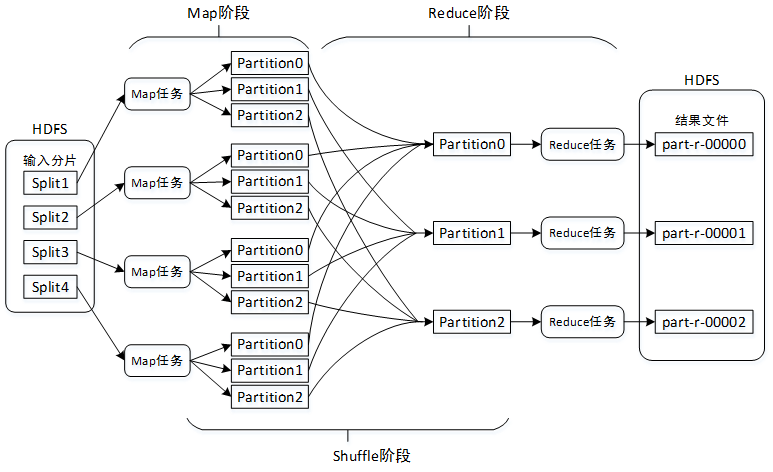 Map阶段
Reduce阶段
HDFS
输入分片
Split1
Split2
Split3
Split4
Map任务
Partition0
Partition1
Partition2
Map任务
Partition0
Partition1
Partition2
Map任务
Partition0
Partition1
Partition2
Map任务
Partition0
Partition1
Partition2
Partition0
Reduce任务
Partition1
Reduce任务
Partition2
Reduce任务
HDFS
结果文件
part-r-00000
part-r-00001
part-r-00002
Shuffle阶段